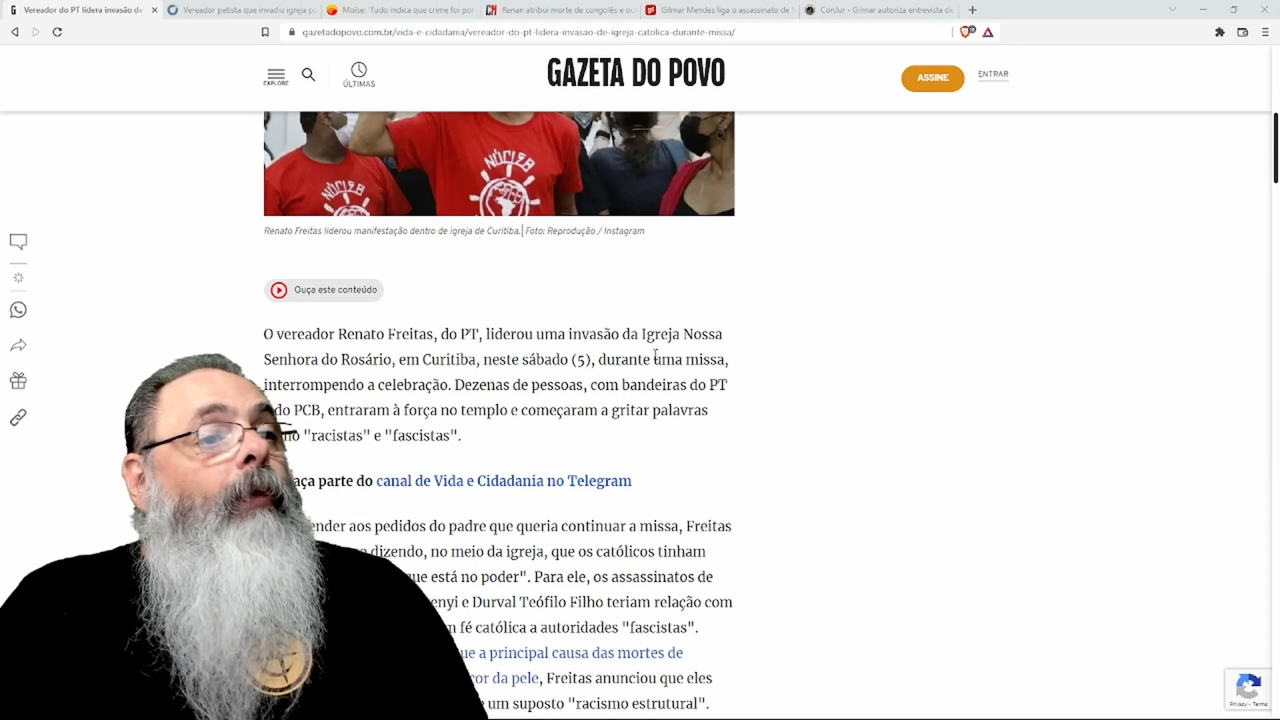 Vereador do PT lidera invasão de
Vereador petista que invadiu igreja pu
Moïse: 'Tudo indica que crime foi por
Renan atribui morte de congolês e ou
Gilmar Mendes liga o assassinato de
ConJur - Gilmar autoriza entrevista de
gazetadopovo.com.br/vida-e-cidadania/vereador-do-pt-lidera-invasao-de-igreja-catolica-durante-missa/
EXPLORE
ÚLTIMAS
GAZETA DO POVO
ASSINE
ENTRAR
NÚCLEO
NÚCLEO
Renato Freitas liderou manifestação dentro de igreja de Curitiba.| Foto: Reprodução / Instagram
Ouça este conteúdo
O vereador Renato Freitas, do PT, liderou uma invasão da Igreja Nossa
Senhora do Rosário, em Curitiba, neste sábado (5), durante uma missa,
interrompendo a celebração. Dezenas de pessoas, com bandeiras do PT
do PCB, entraram à força no templo e começaram a gritar palavras
"racistas" e "fascistas".
aça parte do canal de Vida e Cidadania no Telegram
ender aos pedidos do padre que queria continuar a missa, Freitas
dizendo, no meio da igreja, que os católicos tinham
que está no poder". Para ele, os assassinatos de
enyi e Durval Teófilo Filho teriam relação com
fé católica a autoridades "fascistas".
ue a principal causa das mortes de
cor da pele, Freitas anunciou que eles
um suposto "racismo estrutural".
Privacy - Terms